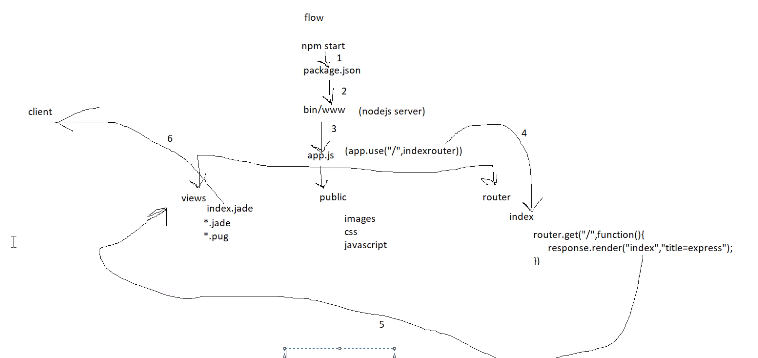 flow
npm start
1
package.json
2
bin/www (nodejs server)
3
app.js (app.use("/",indexrouter))
4
client
6
views
index.jade
*.jade
*.pug
public
images
css
javascript
router
index
router.get("/",function(){
response.render("index","title=express");
})
5